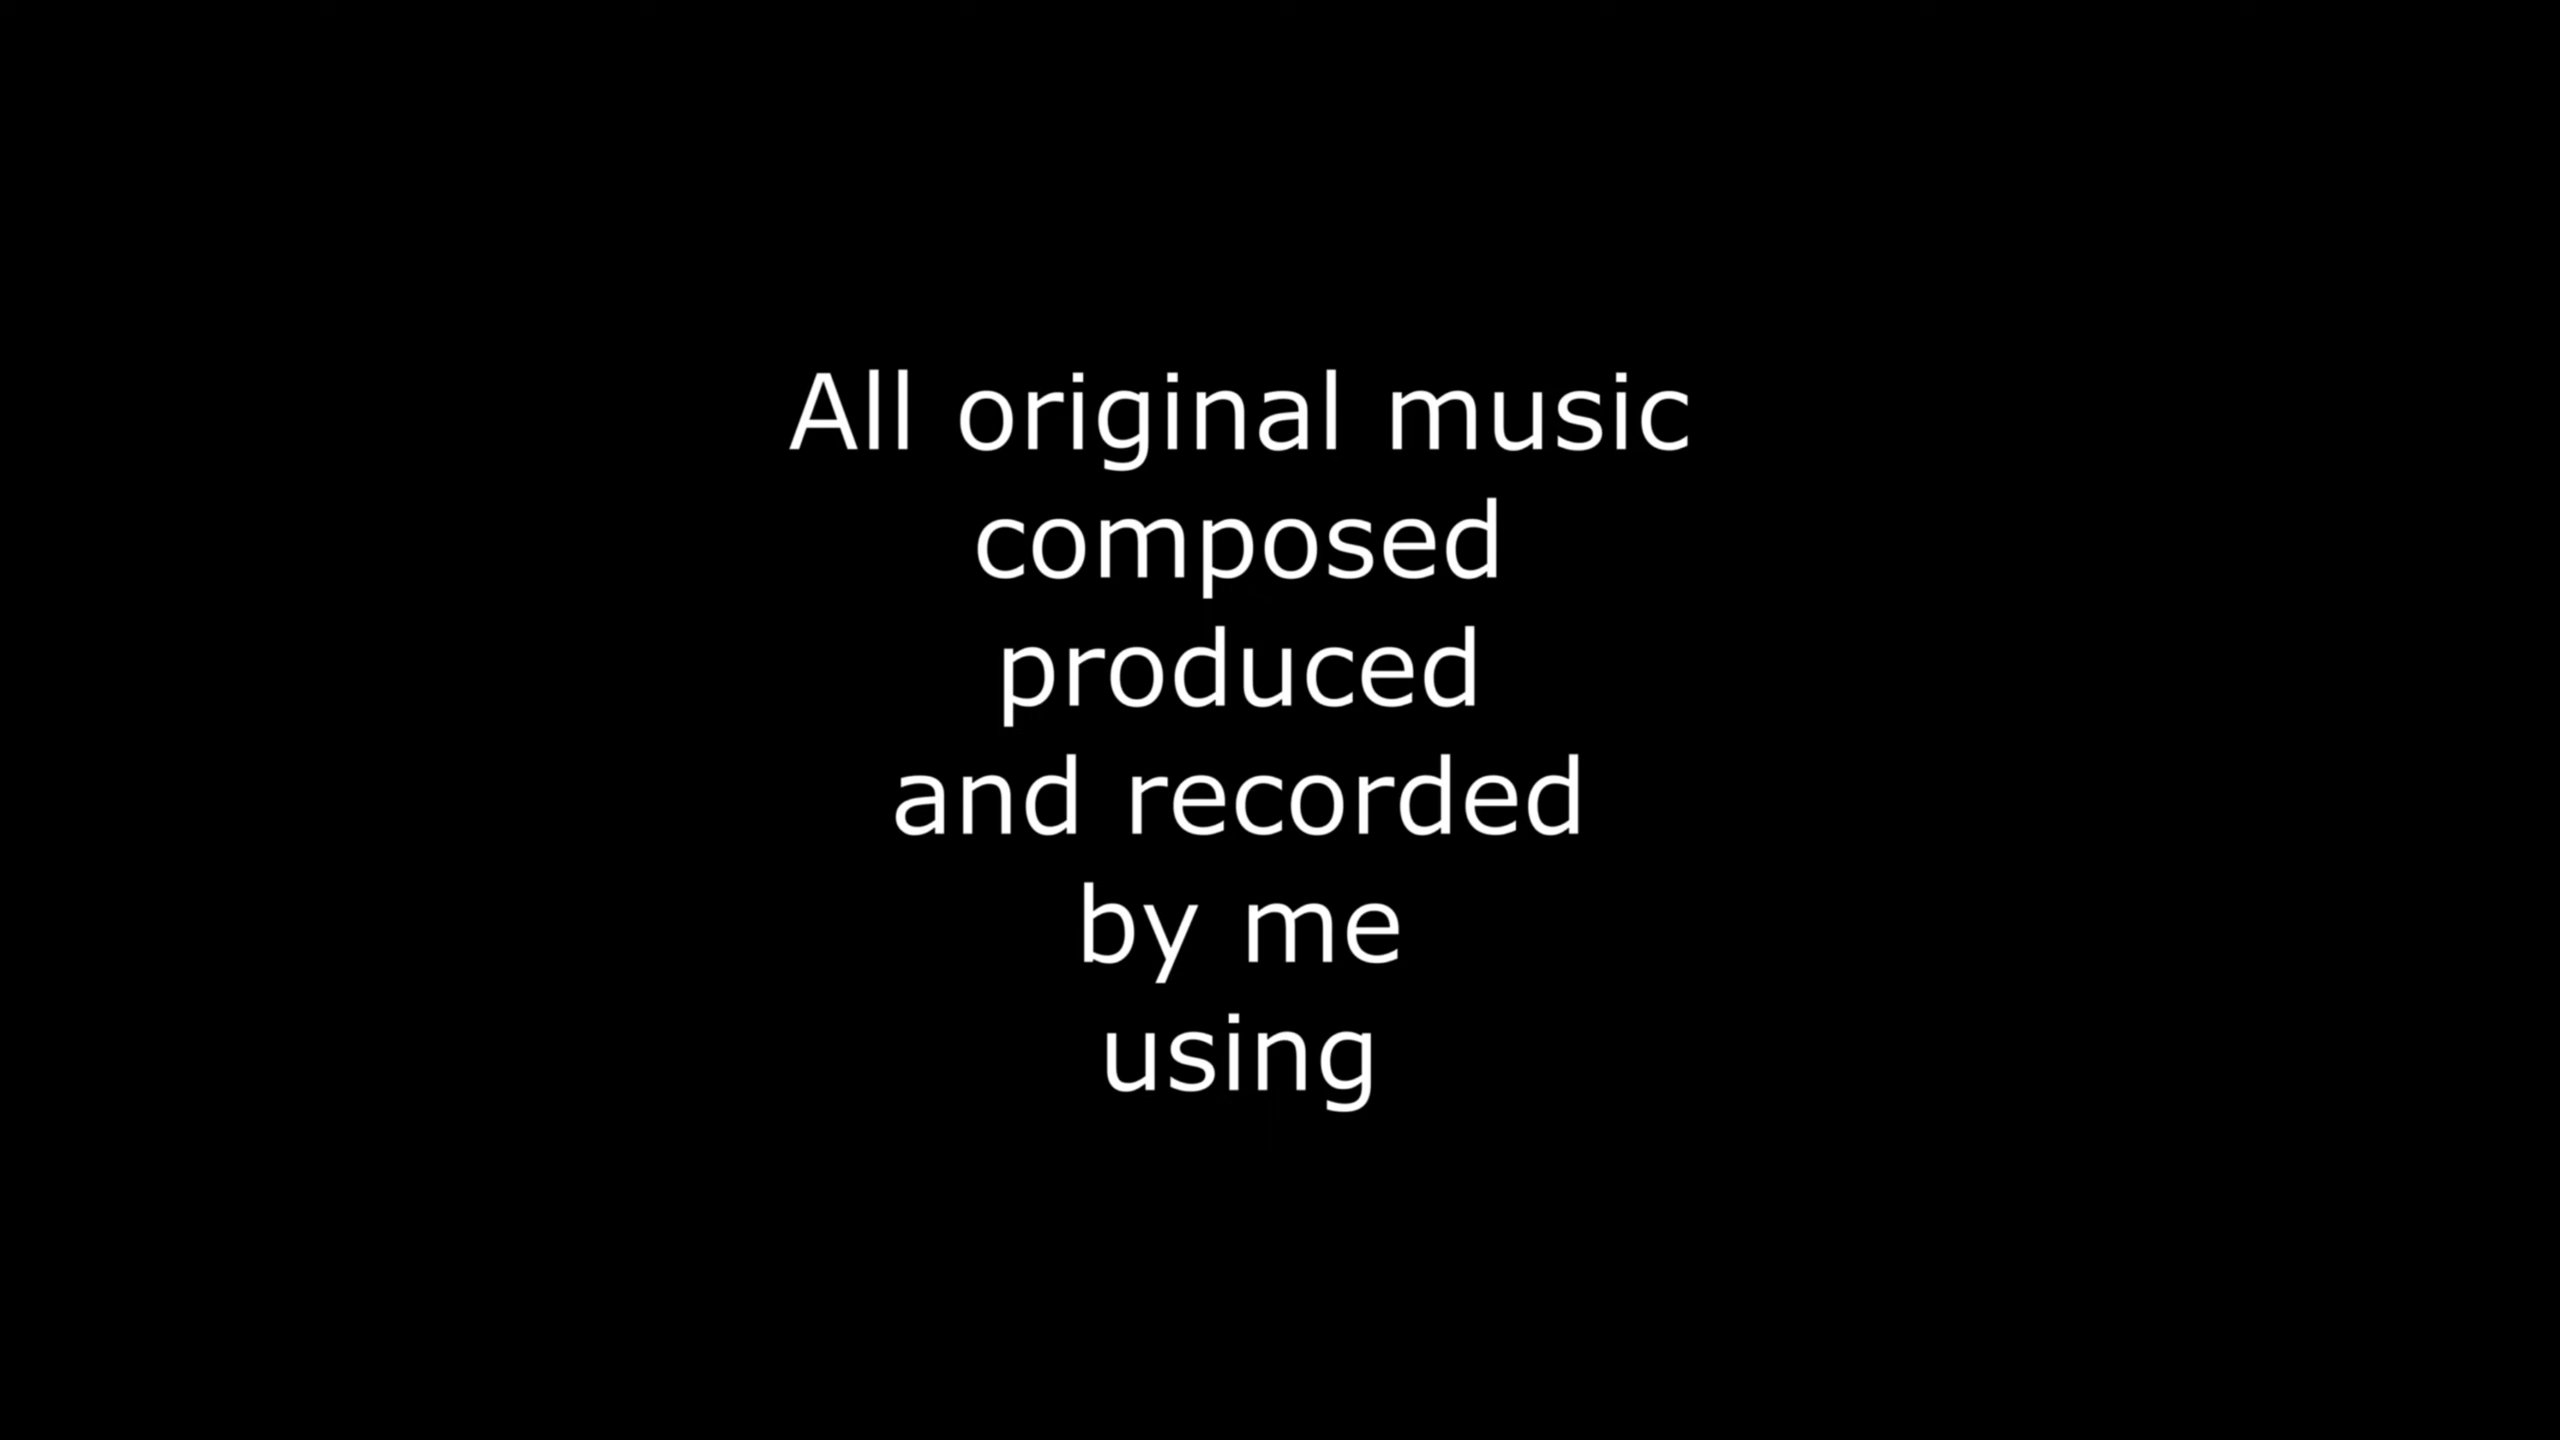 All original music
composed
produced
and recorded
by me
using